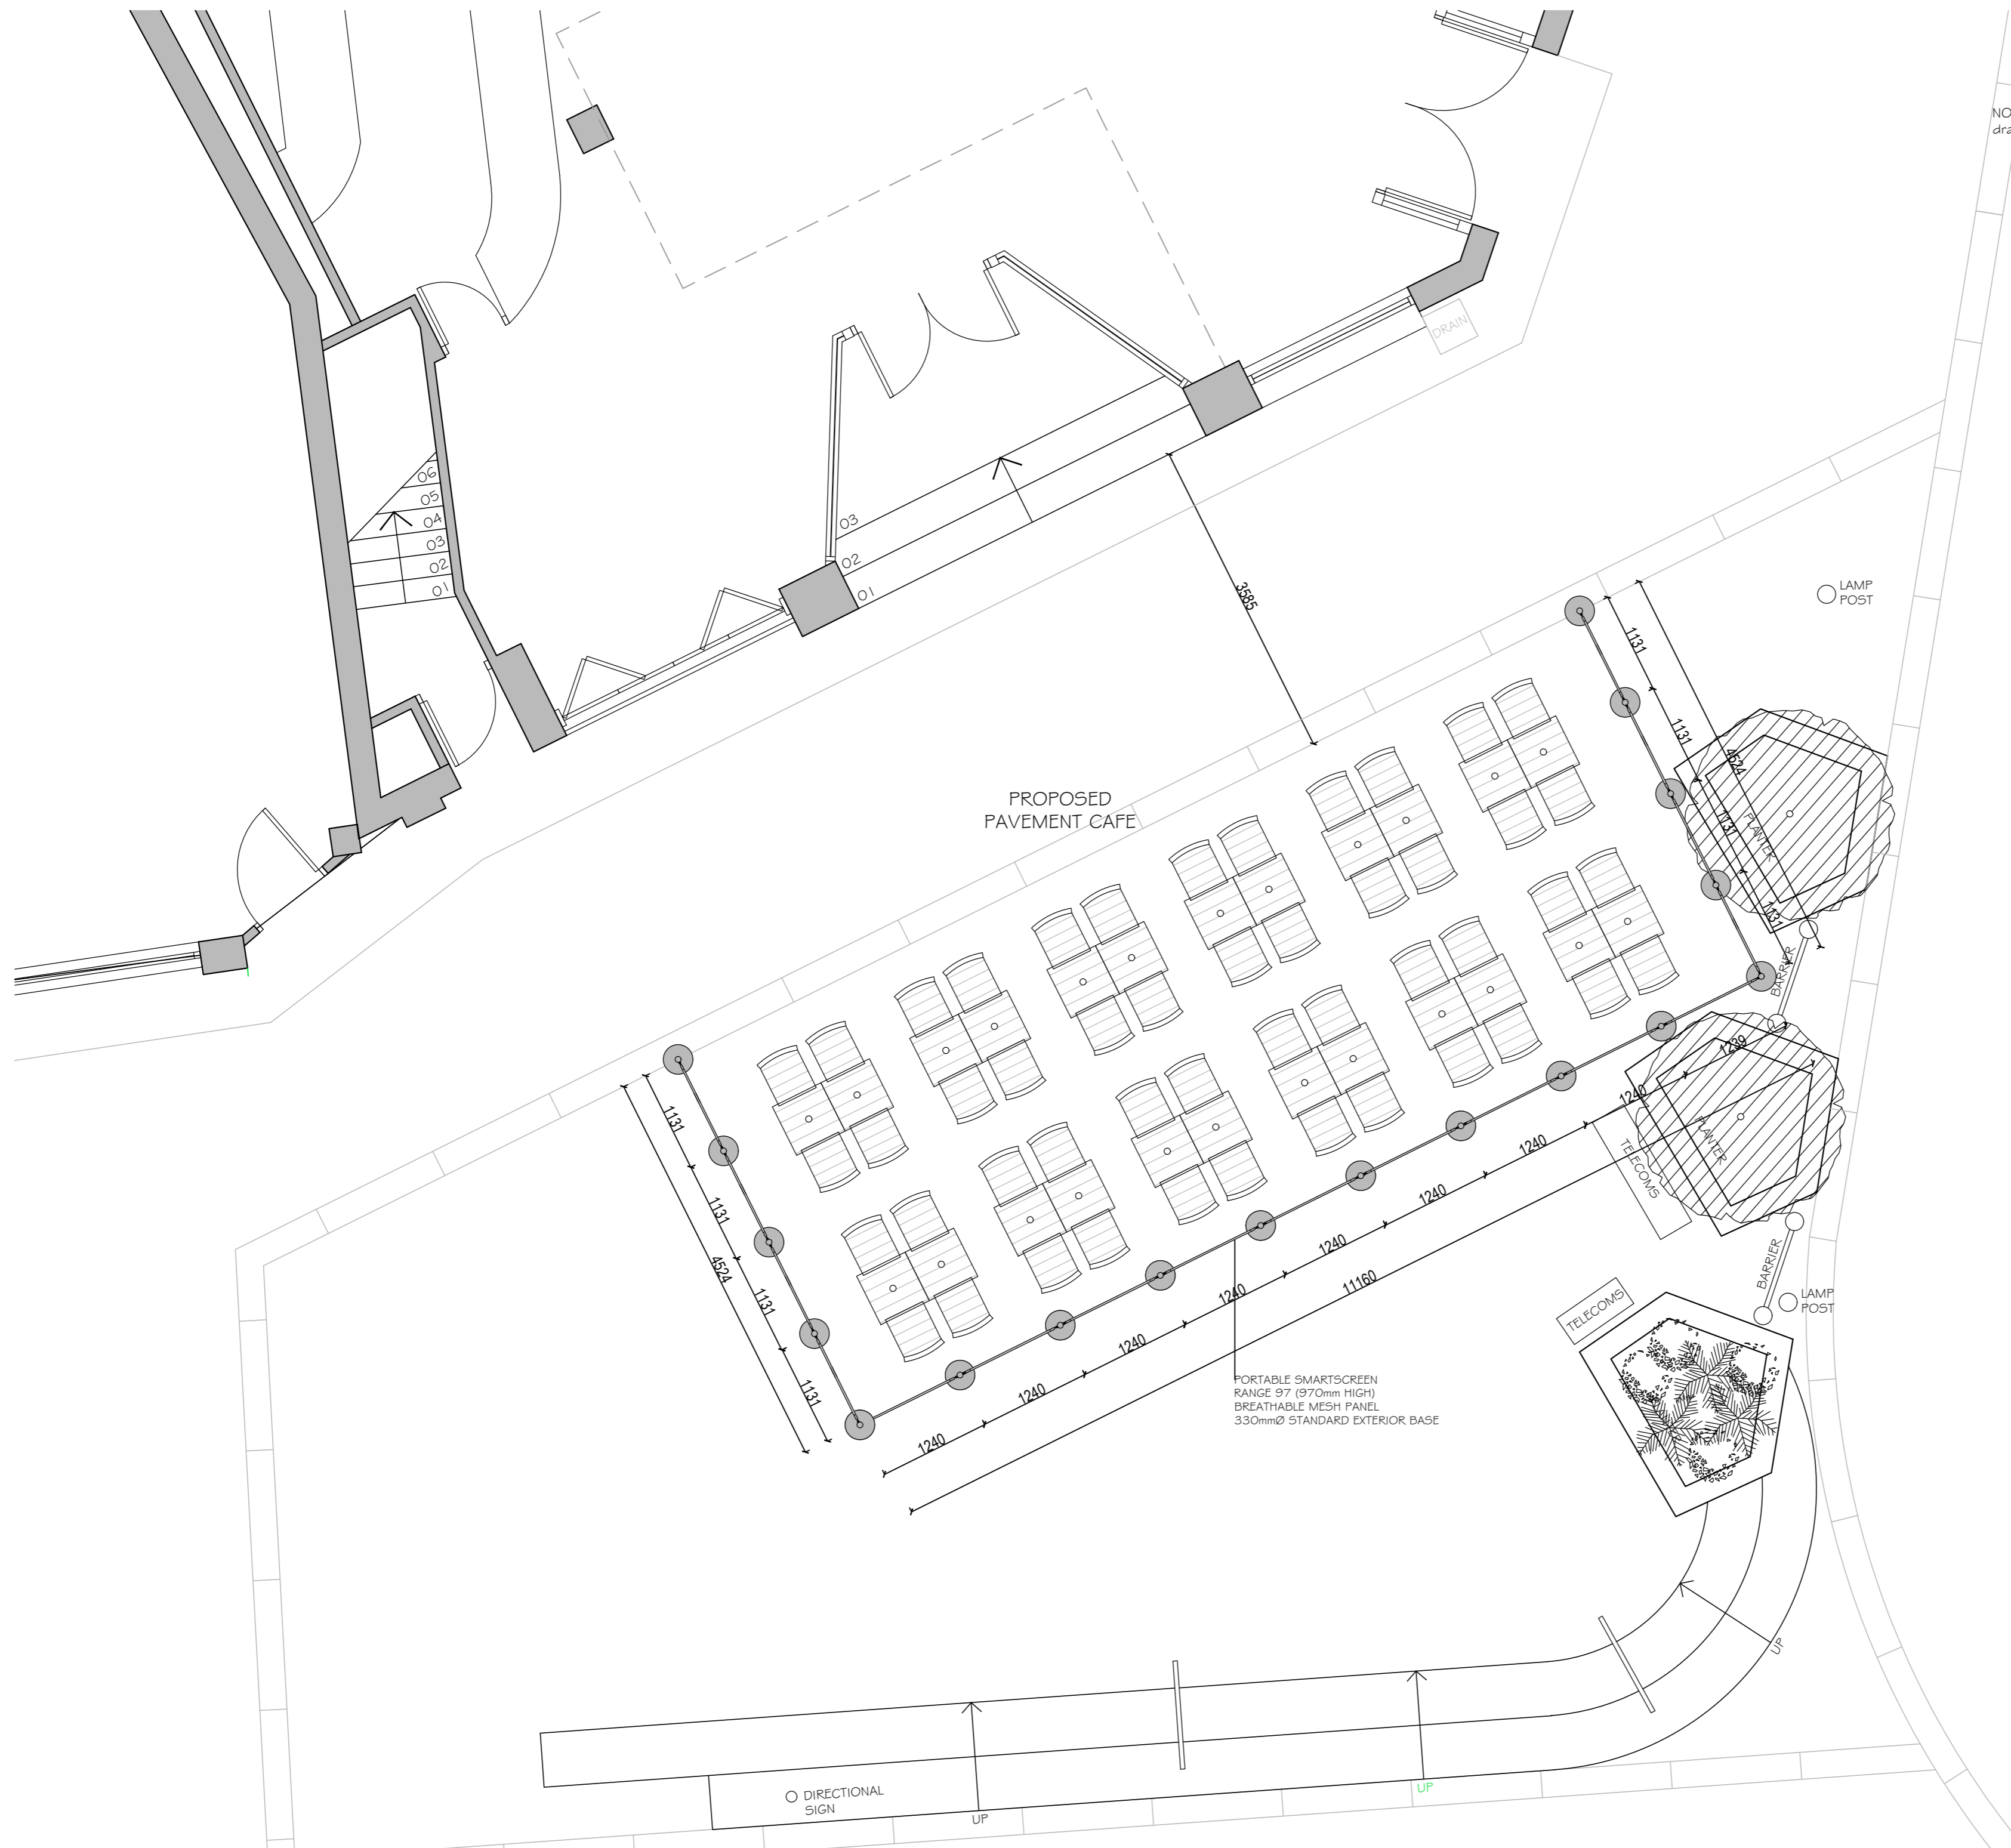 NO
dra
DRAIN
06
05
04
03
02
01
03
02
01
3585
LAMP
POST
1131
1131
4524
1131
1131
PLANTER
BARRIER
PROPOSED
PAVEMENT CAFE
1131
1131
4524
1131
1131
1239
1240
1240
1240
1240
1240
1240
1240
1240
11160
PLANTER
TELECOMS
BARRIER
LAMP
POST
TELECOMS
PORTABLE SMARTSCREEN
RANGE 97 (970mm HIGH)
BREATHABLE MESH PANEL
330mmØ STANDARD EXTERIOR BASE
UP
UP
DIRECTIONAL
SIGN
UP